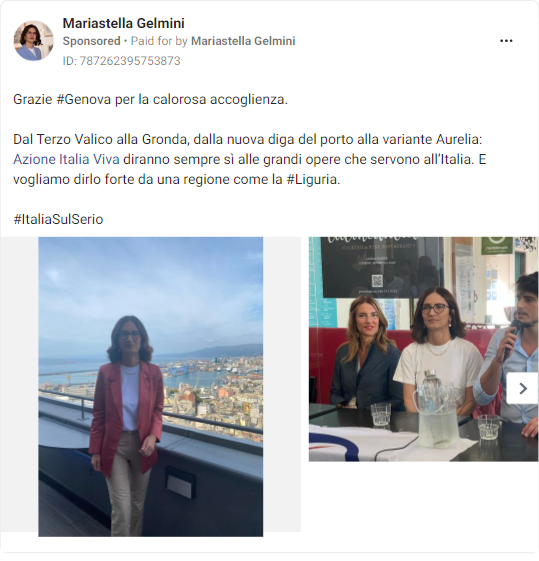 Mariastella Gelmini
Sponsored • Paid for by Mariastella Gelmini
ID: 787262395753873
Grazie #Genova per la calorosa accoglienza.
Dal Terzo Valico alla Gronda, dalla nuova diga del porto alla variante Aurelia:
Azione Italia Viva diranno sempre sì alle grandi opere che servono all'Italia. E
vogliamo dirlo forte da una regione come la #Liguria.
#ItaliaSulSerio